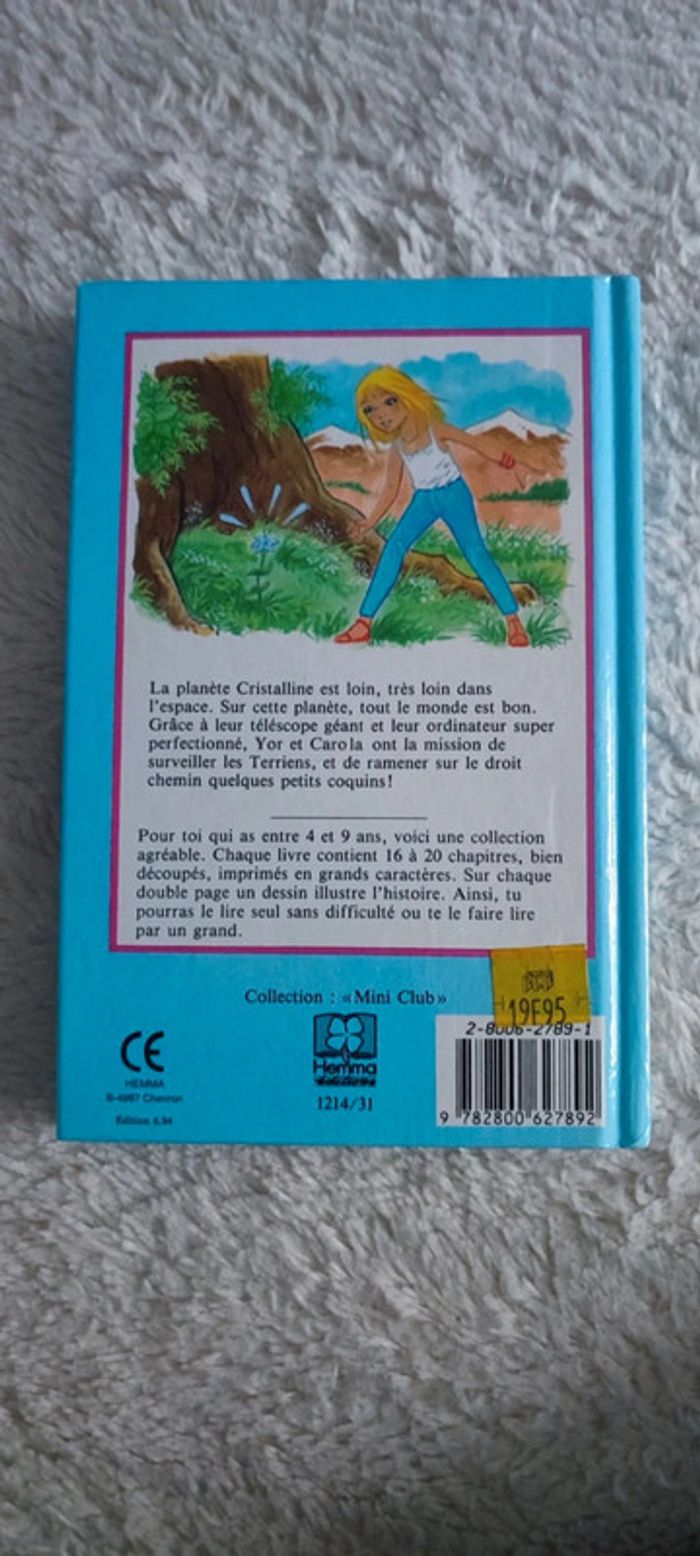 La planète Cristalline est loin, très loin dans
l'espace. Sur cette planète, tout le monde est bon.
Grâce à leur téléscope géant et leur ordinateur super
perfectionné, Yor et Carola ont la mission de
surveiller les Terriens, et de ramener sur le droit
chemin quelques petits coquins!
Pour toi qui as entre 4 et 9 ans, voici une collection
agréable. Chaque livre contient 16 à 20 chapitres, bien
découpés, imprimés en grands caractères. Sur chaque
double page un dessin illustre l'histoire. Ainsi, tu
pourras le lire seul sans difficulté ou te le faire lire
par un grand.
Collection : «Mini Club»
19F95
2-8006-2789-1
CE
HEMMA
B-4987 Chevron
Edition 6.94
Hemma
éditions
1214/31
9 782800 627892